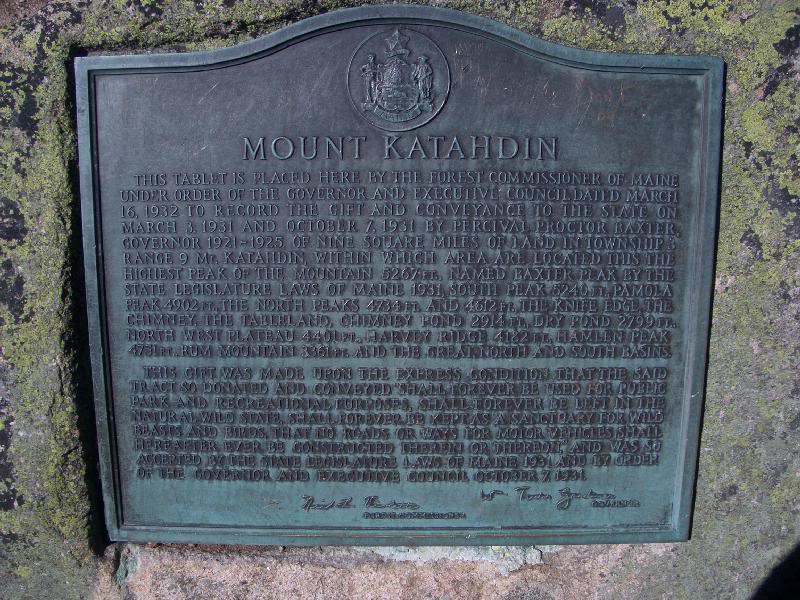 MOUNT KATAHDIN
THIS TABLET IS PLACED HERE BY THE FOREST COMMISSIONER OF MAINE
UNDER ORDER OF THE GOVERNOR AND EXECUTIVE COUNCIL DATED MARCH
16, 1932 TO RECORD THE GIFT AND CONVEYANCE TO THE STATE ON
MARCH 3, 1931 AND OCTOBER 7, 1931 BY PERCIVAL PROCTOR BAXTER,
GOVERNOR 1921-1925, OF NINE SQUARE MILES OF LAND IN TOWNSHIP 3
RANGE 9 MT. KATAHDIN, WITHIN WHICH AREA ARE LOCATED THIS THE
HIGHEST PEAK OF THE MOUNTAIN 5267 FT., NAMED BAXTER PEAK BY THE
STATE LEGISLATURE LAWS OF MAINE 1931, SOUTH PEAK 5240 FT., PAMOLA
PEAK 4902 FT., THE NORTH PEAKS 4734 FT. AND 4612 FT., THE KNIFE EDGE, THE
CHIMNEY, THE TABLELAND, CHIMNEY POND 2914 FT., DRY POND 2799 FT.,
NORTH WEST PLATEAU 4401 FT., HARVEY RIDGE 4182 FT., HAMLIN PEAK
4751 FT., RUM MOUNTAIN 3361 FT. AND THE GREAT NORTH AND SOUTH BASINS.
THIS GIFT WAS MADE UPON THE EXPRESS CONDITION THAT THE SAID
TRACT SO DONATED AND CONVEYED "SHALL FOREVER BE USED FOR PUBLIC
PARK AND RECREATIONAL PURPOSES, SHALL FOREVER BE LEFT IN THE
NATURAL WILD STATE, SHALL FOREVER BE KEPT AS A SANCTUARY FOR WILD
BEASTS AND BIRDS, THAT NO ROADS OR WAYS FOR MOTOR VEHICLES SHALL
HEREAFTER EVER BE CONSTRUCTED THEREIN OR THEREON," AND WAS SO
ACCEPTED BY THE STATE LEGISLATURE LAWS OF MAINE 1931 AND BY ORDER
OF THE GOVERNOR AND EXECUTIVE COUNCIL OCTOBER 7, 1931.
Wm Tudor Gardiner
FOREST COMMISSIONER
GOVERNOR